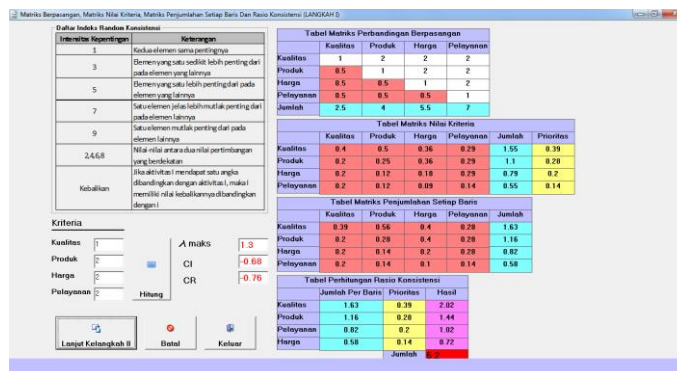 Matriks Berpasangan, Matriks Nilai Kriteria, Matriks Penjumlahan Setiap Baris Dan Rasio Konsistensi (LANGKAH I)
Daftar Indeks Random Konsistensi
Intensitas Kepentingan Keterangan
1 Kedua elemen sama pentingnya
3 Elemen yang satu sedikit lebih penting dari pada elemen yang lainnya
5 Elemen yang satu lebih penting dari pada elemen yang lainnya
7 Satu elemen jelas lebih mutlak penting dari pada elemen lainnya
9 Satu elemen mutlak penting dari pada elemen lainnya
2,4,6,8 Nilai-nilai antara dua nilai pertimbangan yang berdekatan
Kebalikan Jika aktivitas I mendapat satu angka dibandingkan dengan aktivitas I, maka I memiliki nilai kebalikannya dibandingkan dengan i
Kriteria
Kualitas 1
Produk 2
Harga 2
Pelayanan 2
Hitung
λ maks 1.3
CI -0.68
CR -0.76
Lanjut Kelangkah II
Batal
Keluar
Tabel Matriks Perbandingan Berpasangan
Kualitas Produk Harga Pelayanan
Kualitas 1 2 2 2
Produk 0.5 1 2 2
Harga 0.5 0.5 1 2
Pelayanan 0.5 0.5 0.5 1
Jumlah 2.5 4 5.5 7
Tabel Matriks Nilai Kriteria
Kualitas Produk Harga Pelayanan Jumlah Prioritas
Kualitas 0.4 0.5 0.36 0.29 1.55 0.39
Produk 0.2 0.25 0.36 0.29 1.1 0.28
Harga 0.2 0.12 0.18 0.29 0.79 0.2
Pelayanan 0.2 0.12 0.09 0.14 0.55 0.14
Tabel Matriks Penjumlahan Setiap Baris
Kualitas Produk Harga Pelayanan Jumlah
Kualitas 0.39 0.56 0.4 0.28 1.63
Produk 0.2 0.28 0.4 0.28 1.16
Harga 0.2 0.14 0.2 0.28 0.82
Pelayanan 0.2 0.14 0.1 0.14 0.58
Tabel Perhitungan Rasio Konsistensi
Jumlah Per Baris Prioritas Hasil
Kualitas 1.63 0.39 2.02
Produk 1.16 0.28 1.44
Pelayanan 0.82 0.2 1.02
Harga 0.58 0.14 0.72
Jumlah 5.2